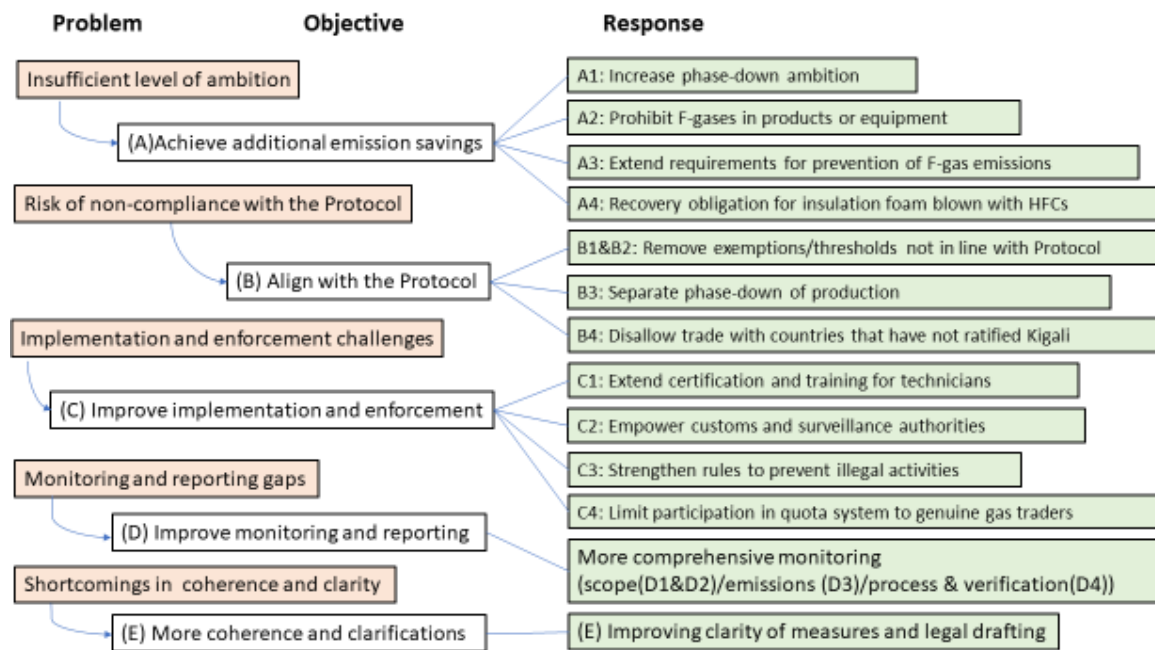 Problem
Objective
Response
Insufficient level of ambition
(A)Achieve additional emission savings
A1: Increase phase-down ambition
A2: Prohibit F-gases in products or equipment
A3: Extend requirements for prevention of F-gas emissions
A4: Recovery obligation for insulation foam blown with HFCs
Risk of non-compliance with the Protocol
(B) Align with the Protocol
B1&B2: Remove exemptions/thresholds not in line with Protocol
B3: Separate phase-down of production
B4: Disallow trade with countries that have not ratified Kigali
Implementation and enforcement challenges
(C) Improve implementation and enforcement
C1: Extend certification and training for technicians
C2: Empower customs and surveillance authorities
C3: Strengthen rules to prevent illegal activities
C4: Limit participation in quota system to genuine gas traders
Monitoring and reporting gaps
(D) Improve monitoring and reporting
More comprehensive monitoring
(scope(D1&D2)/emissions (D3)/process & verification(D4))
Shortcomings in coherence and clarity
(E) More coherence and clarifications
(E) Improving clarity of measures and legal drafting